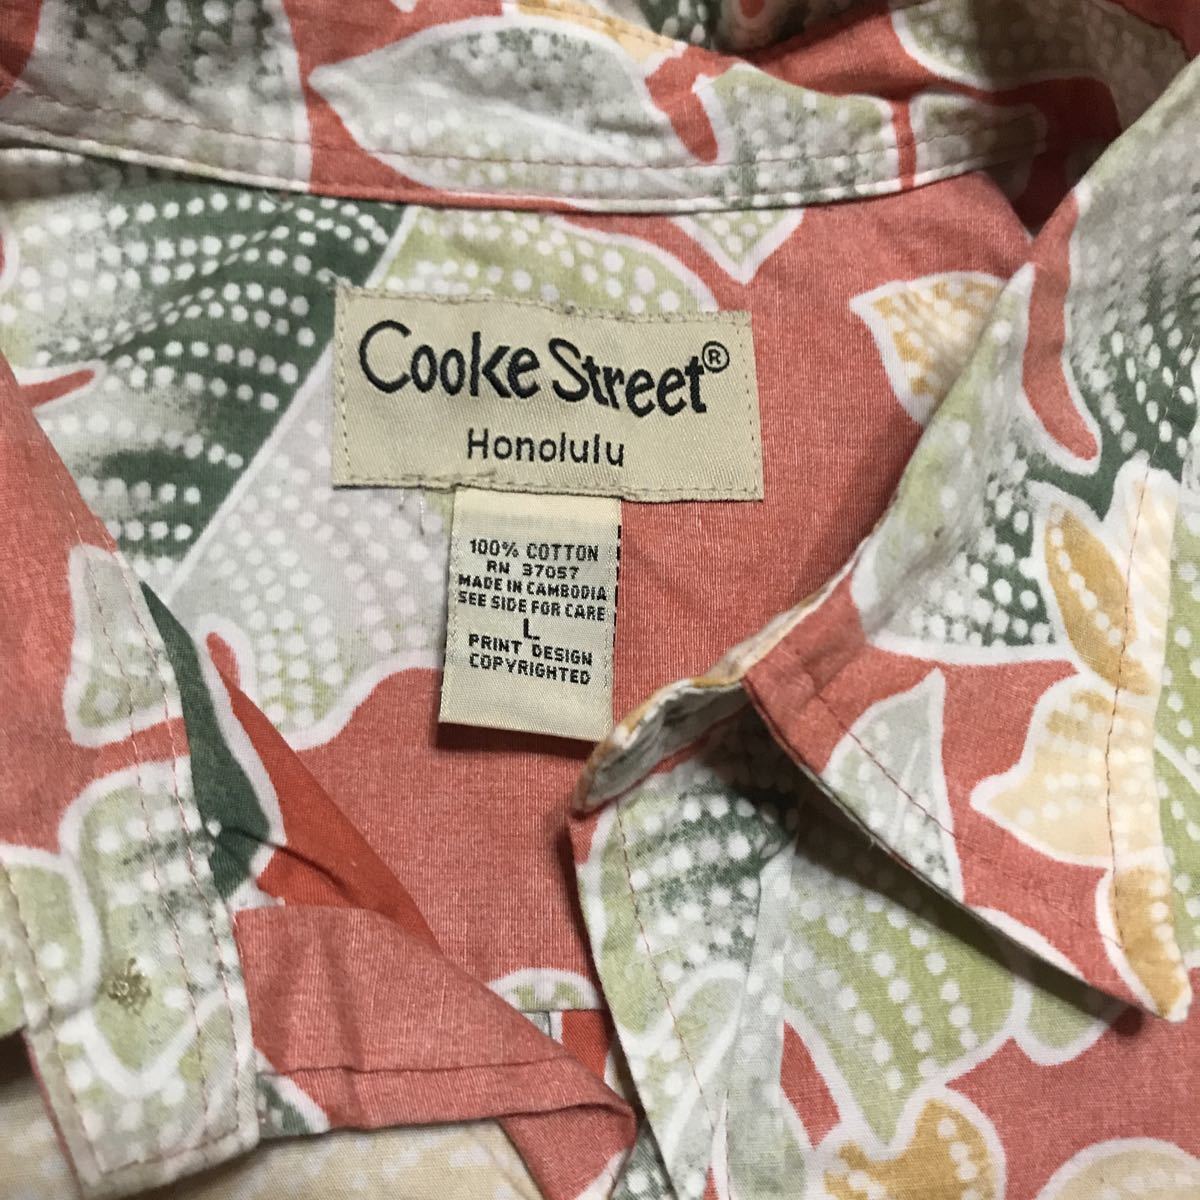 Cooke Street®
Honolulu
100% COTTON
RN 37057
MADE IN CAMBODIA
SEE SIDE FOR CARE
L
PRINT DESIGN
COPYRIGHTED